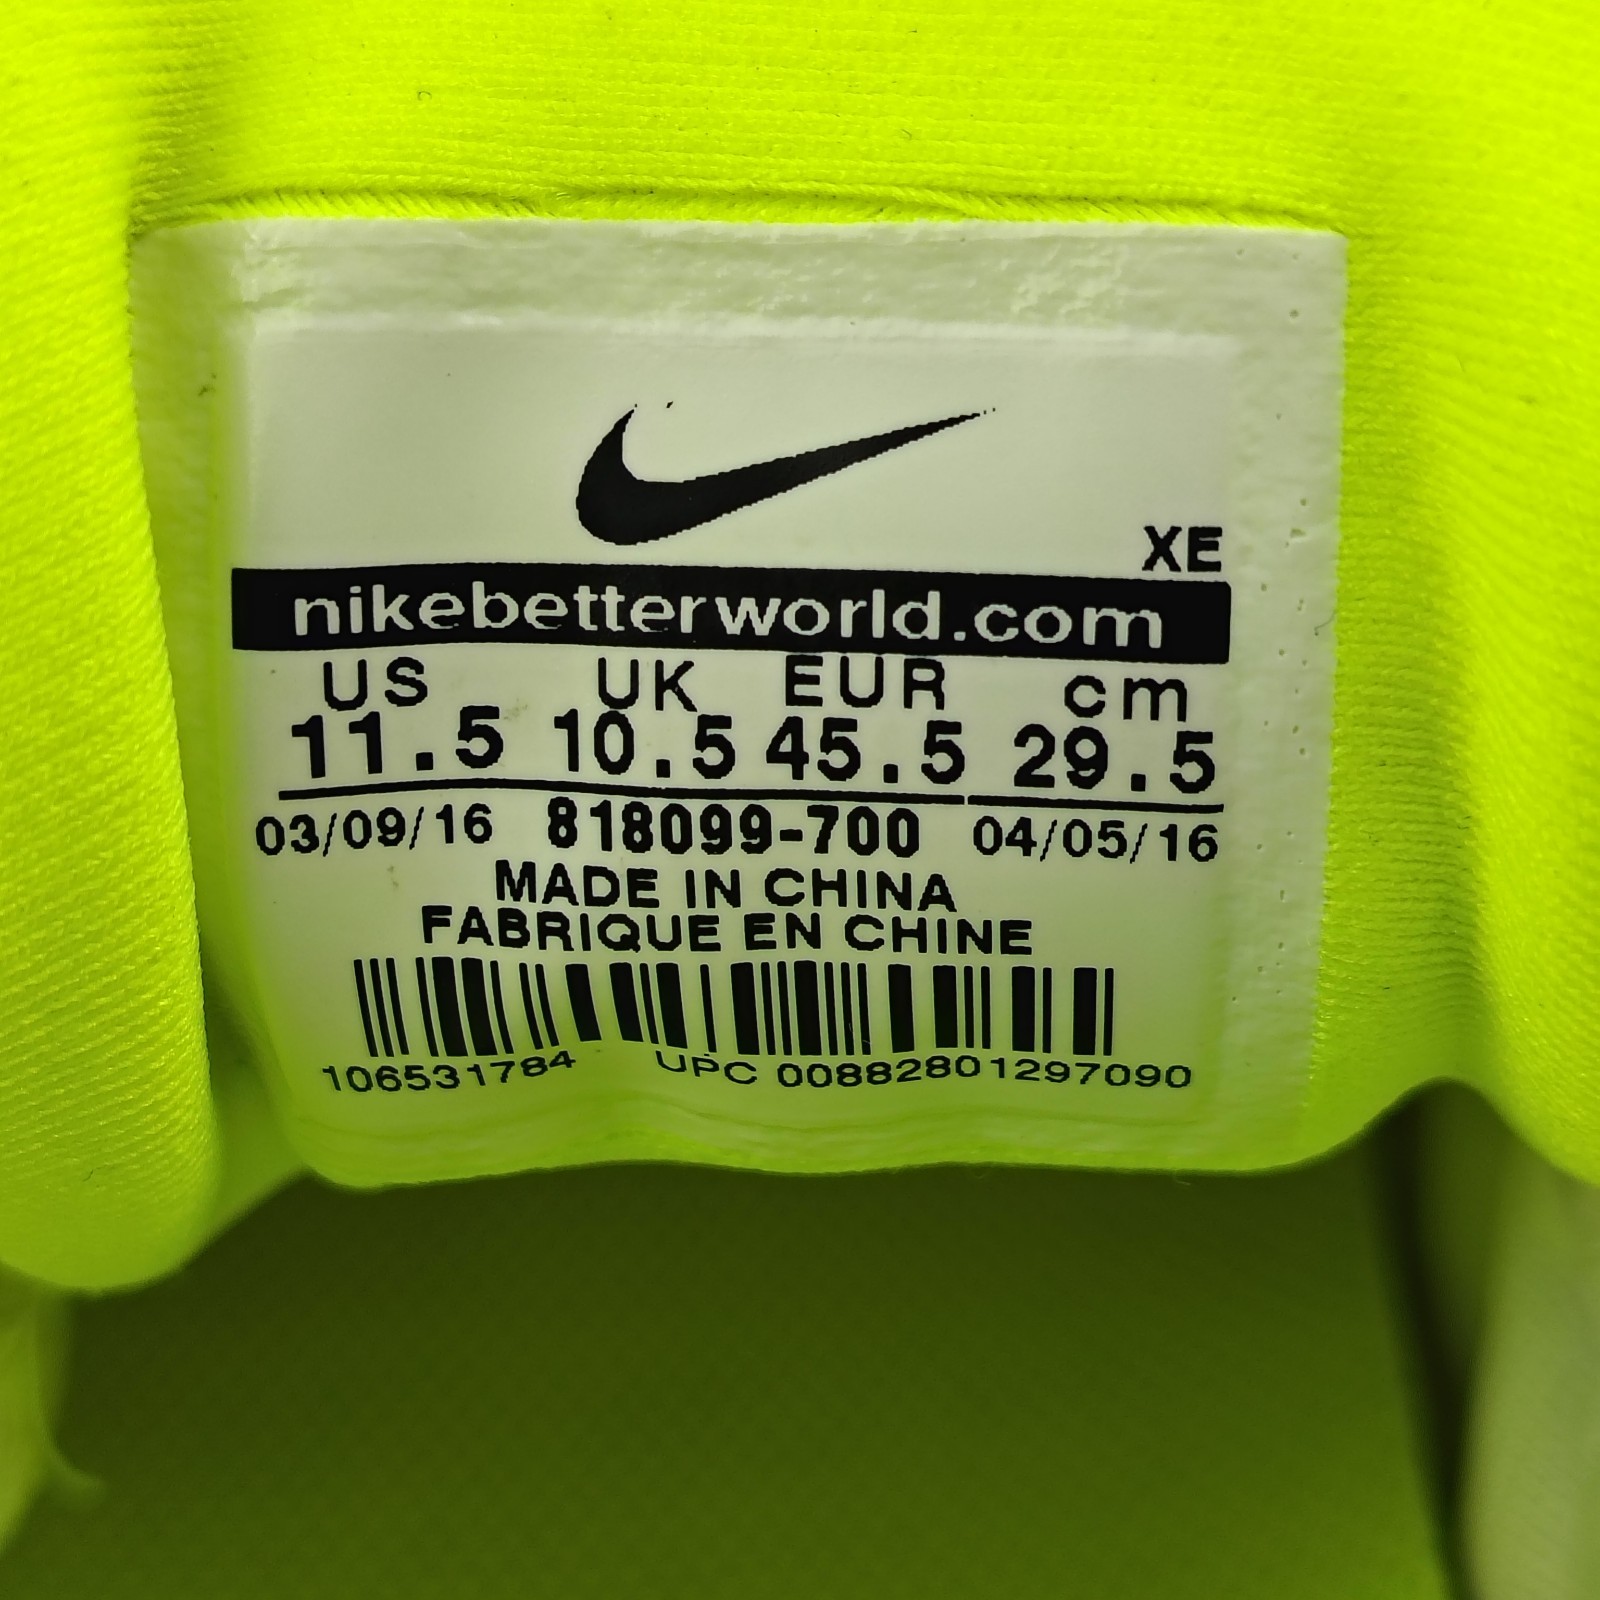 XE
nikebetterworld.com
US UK EUR cm
11.5 10.5 45.5 29.5
03/09/16 818099-700 04/05/16
MADE IN CHINA
FABRIQUE EN CHINE
106531784 UPC 00882801297090